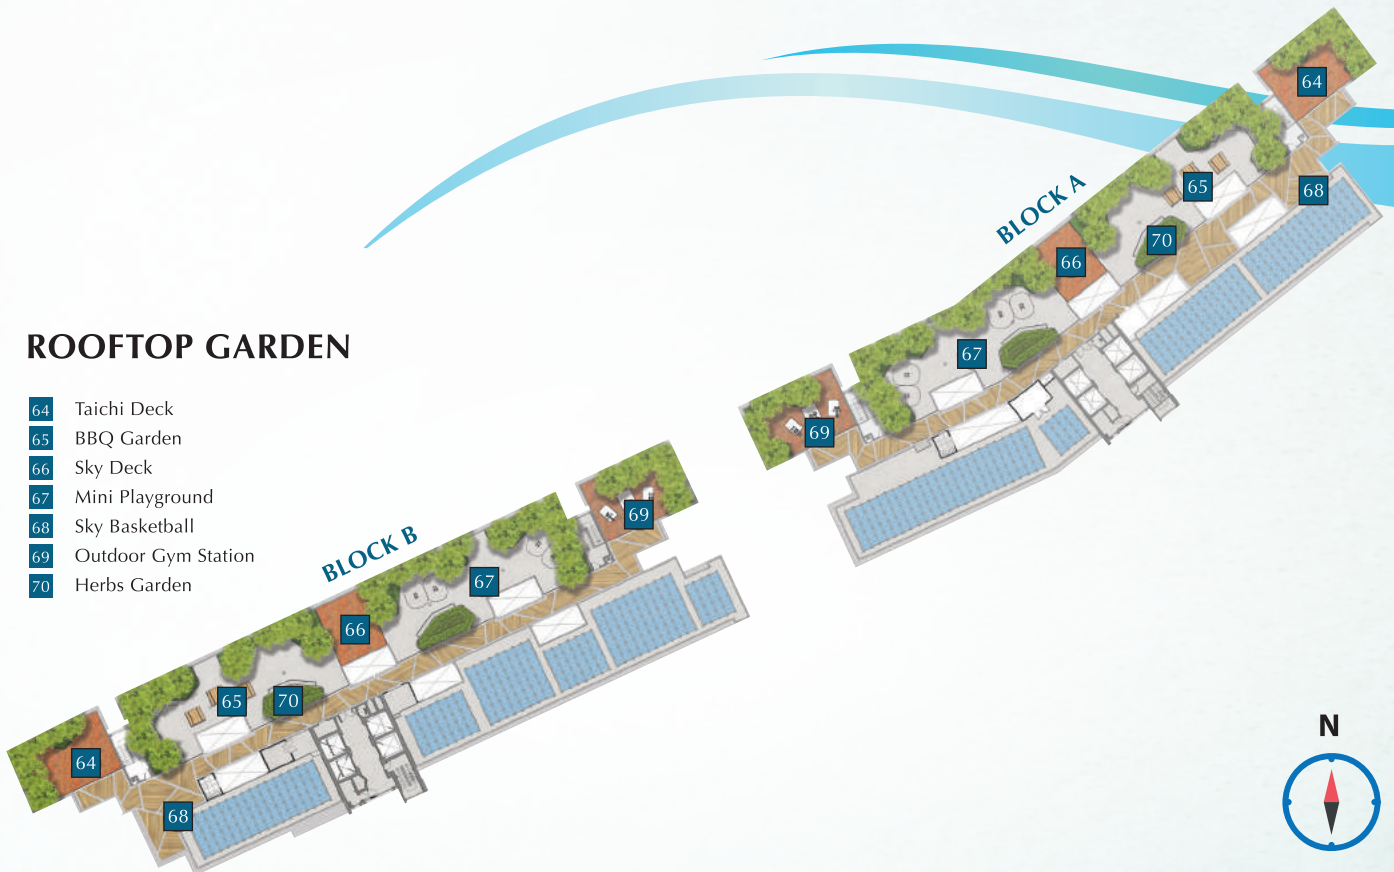 ROOFTOP GARDEN
64 Taichi Deck
65 BBQ Garden
66 Sky Deck
67 Mini Playground
68 Sky Basketball
69 Outdoor Gym Station
70 Herbs Garden
BLOCK A
64
65
68
70
66
67
69
BLOCK B
69
67
66
65
70
64
68
N